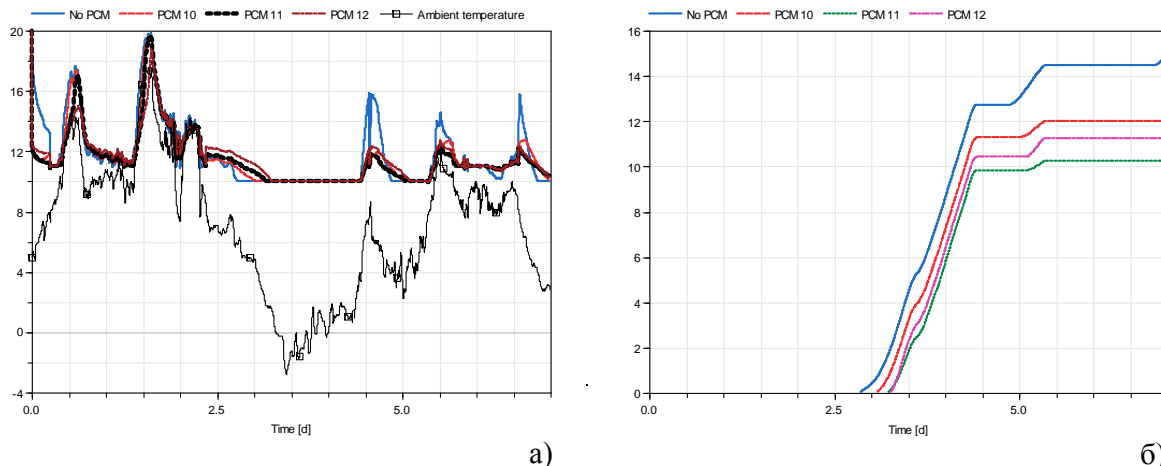 No PCM PCM 10 PCM 11 PCM 12 Ambient temperature
20
16
12
8
4
0
-4
0.0 2.5 5.0
Time [d]
а)
No PCM PCM 10 PCM 11 PCM 12
16
14
12
10
8
6
4
2
0
0.0 2.5 5.0
Time [d]
б)